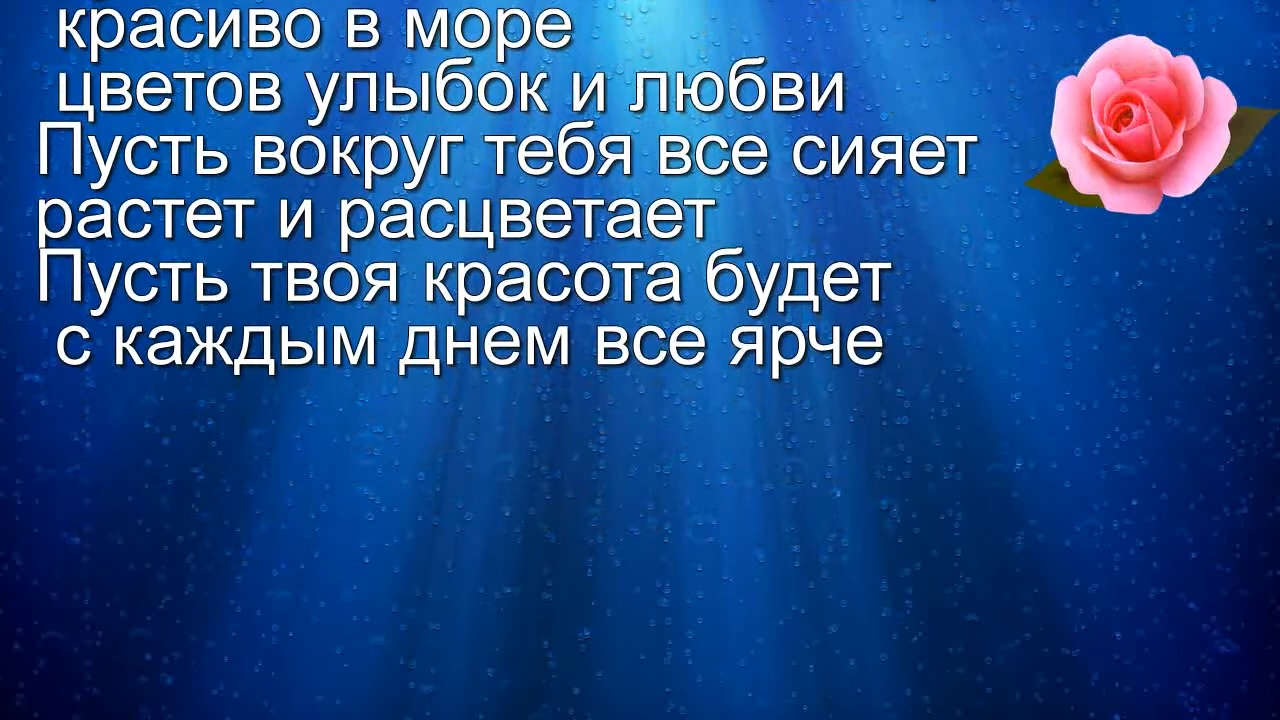 красиво в море
цветов улыбок и любви
Пусть вокруг тебя все сияет
растет и расцветает
Пусть твоя красота будет
с каждым днем все ярче